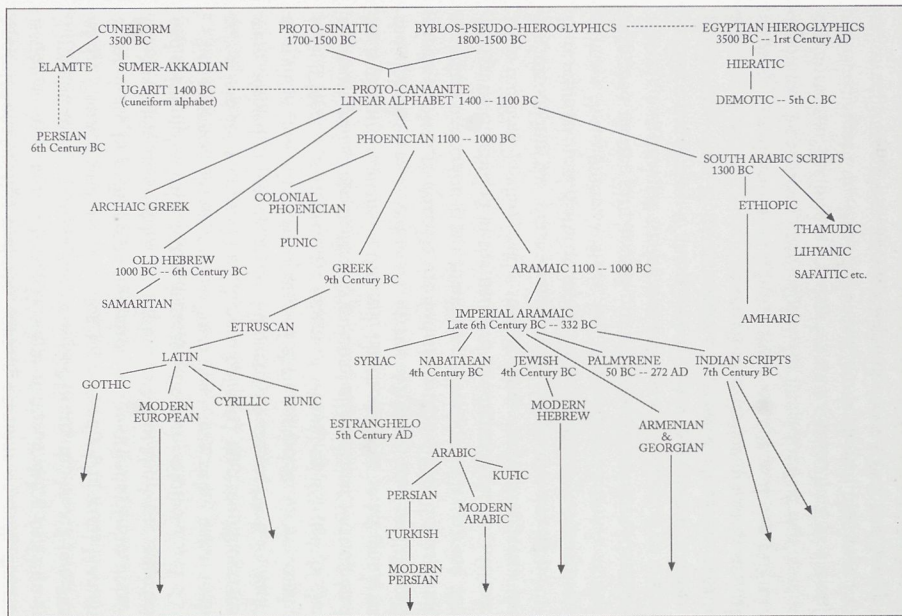 CUNEIFORM
3500 BC
PROTO-SINAITIC
1700-1500 BC
BYBLOS-PSEUDO-HIEROGLYPHICS
1800-1500 BC
EGYPTIAN HIEROGLYPHICS
3500 BC -- 1rst Century AD
ELAMITE
SUMER-AKKADIAN
HIERATIC
UGARIT 1400 BC
(cuneiform alphabet)
PROTO-CANAANITE
LINEAR ALPHABET 1400 -- 1100 BC
DEMOTIC -- 5th C. BC
PERSIAN
6th Century BC
PHOENICIAN 1100 -- 1000 BC
SOUTH ARABIC SCRIPTS
1300 BC
ARCHAIC GREEK
COLONIAL
PHOENICIAN
ETHIOPIC
THAMUDIC
PUNIC
LIHYANIC
OLD HEBREW
1000 BC -- 6th Century BC
GREEK
9th Century BC
ARAMAIC 1100 -- 1000 BC
SAFAITIC etc.
SAMARITAN
IMPERIAL ARAMAIC
Late 6th Century BC -- 332 BC
AMHARIC
ETRUSCAN
LATIN
SYRIAC
NABATAEAN
4th Century BC
JEWISH
4th Century BC
PALMYRENE
50 BC -- 272 AD
INDIAN SCRIPTS
7th Century BC
GOTHIC
MODERN
EUROPEAN
CYRILLIC
RUNIC
ESTRANGHELO
5th Century AD
MODERN
HEBREW
ARMENIAN
&
GEORGIAN
ARABIC
KUFIC
PERSIAN
MODERN
ARABIC
TURKISH
MODERN
PERSIAN